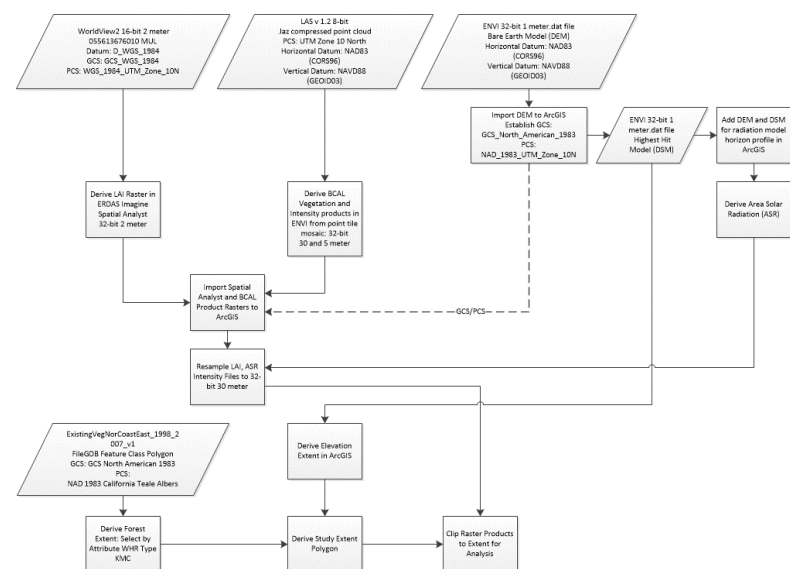 WorldView2 16-bit 2 meter
055613676010 MUL
Datum: D_WGS_1984
GCS: GCS_WGS_1984
PCS: WGS_1984_UTM_Zone_10N
LAS v 1.2 8-bit
Jaz compressed point cloud
PCS: UTM Zone 10 North
Horizontal Datum: NAD83
(CORS96)
Vertical Datum: NAVD88
(GEOID03)
ENVI 32-bit 1 meter.dat file
Bare Earth Model (DEM)
Horizontal Datum: NAD83
(CORS96)
Vertical Datum: NAVD88
(GEOID03)
Import DEM to ArcGIS
Establish GCS:
GCS_North_American_1983
PCS:
NAD_1983_UTM_Zone_10N
ENVI 32-bit 1
meter.dat file
Highest Hit
Model (DSM)
Add DEM and DSM
for radiation model
horizon profile in
ArcGIS
Derive LAI Raster in
ERDAS Imagine
Spatial Analyst
32-bit 2 meter
Derive BCAL
Vegetation and
Intensity products in
ENVI from point tile
mosaic: 32-bit
30 and 5 meter
Derive Area Solar
Radiation (ASR)
Import Spatial
Analyst and BCAL
Product Rasters to
ArcGIS
GCS/PCS
Resample LAI, ASR
Intensity Files to 32-
bit 30 meter
ExistingVegNorCoastEast_1998_2
007_v1
FileGDB Feature Class Polygon
GCS: GCS North American 1983
PCS:
NAD 1983 California Teale Albers
Derive Elevation
Extent in ArcGIS
Derive Forest
Extent: Select by
Attribute WHR Type
KMC
Derive Study Extent
Polygon
Clip Raster Products
to Extent for
Analysis